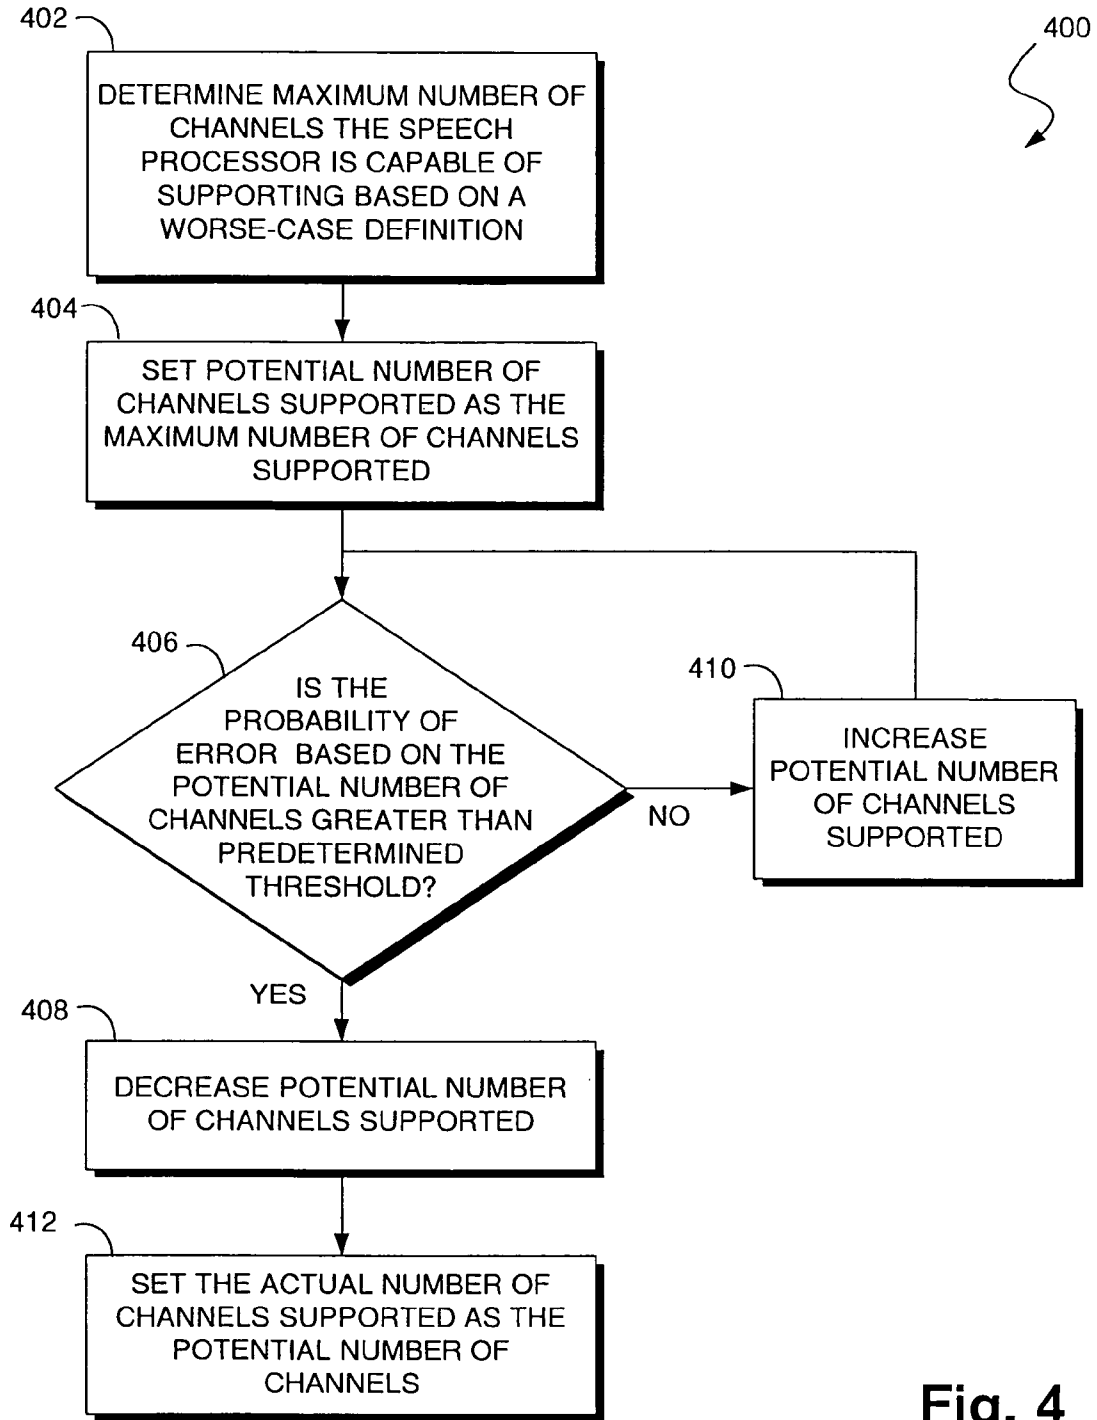 402
400
DETERMINE MAXIMUM NUMBER OF
CHANNELS THE SPEECH
PROCESSOR IS CAPABLE OF
SUPPORTING BASED ON A
WORSE-CASE DEFINITION
404
SET POTENTIAL NUMBER OF
CHANNELS SUPPORTED AS THE
MAXIMUM NUMBER OF CHANNELS
SUPPORTED
406
IS THE
PROBABILITY OF
ERROR BASED ON THE
POTENTIAL NUMBER OF
CHANNELS GREATER THAN
PREDETERMINED
THRESHOLD?
NO
410
INCREASE
POTENTIAL NUMBER
OF CHANNELS
SUPPORTED
YES
408
DECREASE POTENTIAL NUMBER
OF CHANNELS SUPPORTED
412
SET THE ACTUAL NUMBER OF
CHANNELS SUPPORTED AS THE
POTENTIAL NUMBER OF
CHANNELS
Fig. 4